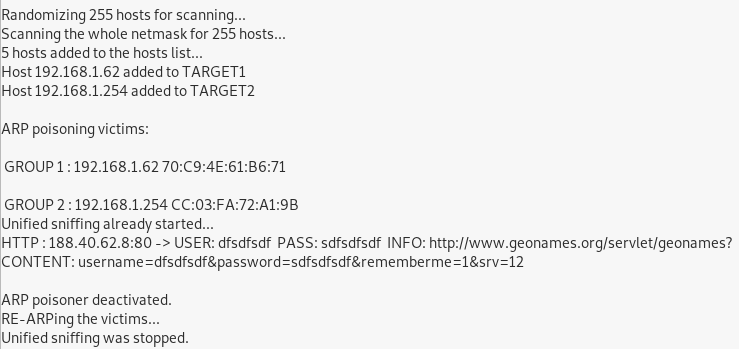 Randomizing 255 hosts for scanning...
Scanning the whole netmask for 255 hosts...
5 hosts added to the hosts list...
Host 192.168.1.62 added to TARGET1
Host 192.168.1.254 added to TARGET2
ARP poisoning victims:
GROUP 1 : 192.168.1.62 70:C9:4E:61:B6:71
GROUP 2 : 192.168.1.254 CC:03:FA:72:A1:9B
Unified sniffing already started...
HTTP : 188.40.62.8:80 -> USER: dfsdfsdf  PASS: sdfsdfsdf  INFO: http://www.geonames.org/servlet/geonames?
CONTENT: username=dfsdfsdf&password=sdfsdfsdf&rememberme=1&srv=12
ARP poisoner deactivated.
RE-ARPing the victims...
Unified sniffing was stopped.